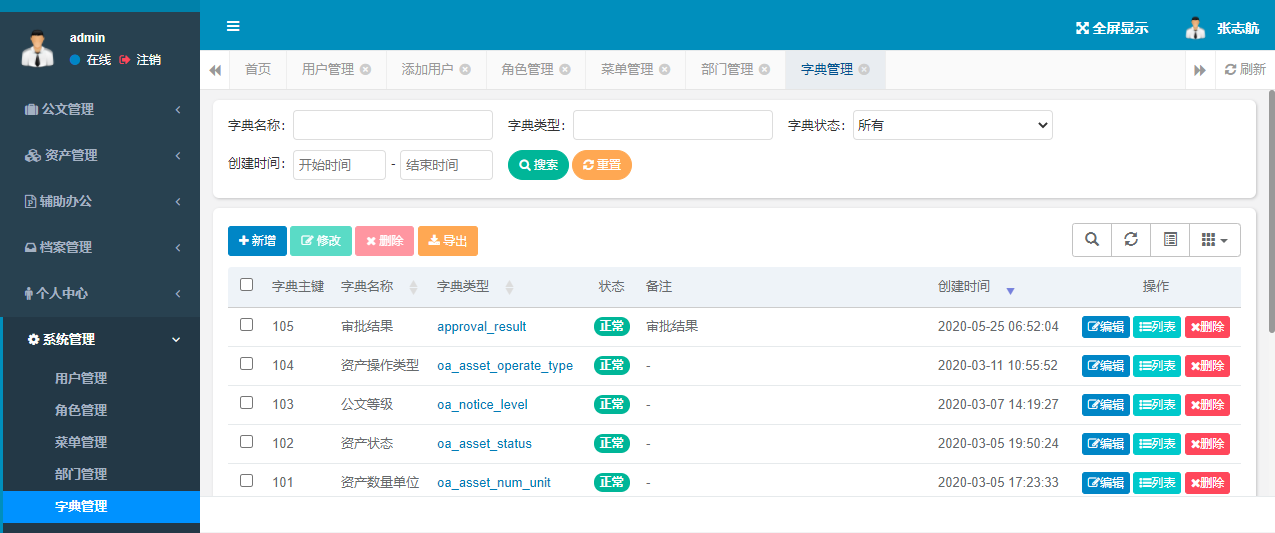 admin
在线 注销
全屏显示 张志航
首页 用户管理 添加用户 角色管理 菜单管理 部门管理 字典管理 刷新
公文管理
资产管理
辅助办公
档案管理
个人中心
系统管理
用户管理
角色管理
菜单管理
部门管理
字典管理
字典名称： 字典类型： 字典状态： 所有
创建时间： 开始时间 - 结束时间 搜索 重置
新增 修改 删除 导出
字典主键 字典名称 字典类型 状态 备注 创建时间 操作
105 审批结果 approval_result 正常 审批结果 2020-05-25 06:52:04 编辑 列表 删除
104 资产操作类型 oa_asset_operate_type 正常 - 2020-03-11 10:55:52 编辑 列表 删除
103 公文等级 oa_notice_level 正常 - 2020-03-07 14:19:27 编辑 列表 删除
102 资产状态 oa_asset_status 正常 - 2020-03-05 19:50:24 编辑 列表 删除
101 资产数量单位 oa_asset_num_unit 正常 - 2020-03-05 17:23:33 编辑 列表 删除